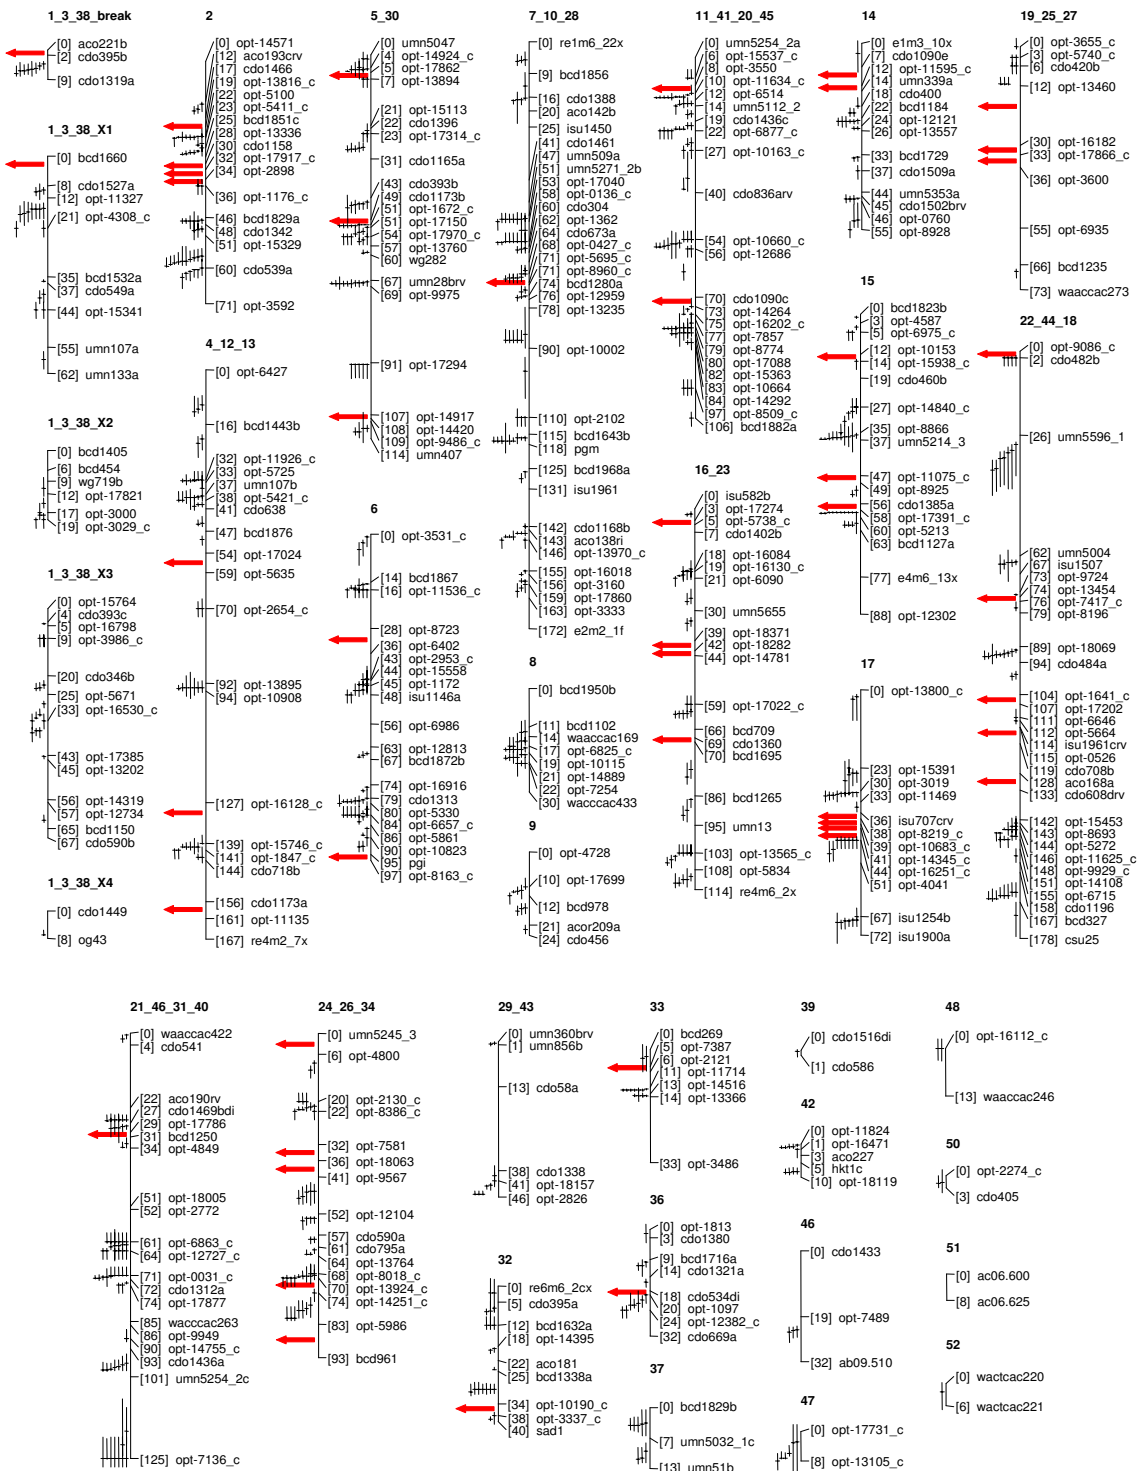 1_3_38_break
[0] aco221b
[2] cdo395b
[9] cdo1319a
1_3_38_X1
[0] bcd1660
[8] cdo1527a
[12] opt-11327
[21] opt-4308_c
[35] bcd1532a
[37] cdo549a
[44] opt-15341
[55] umn107a
[62] umn133a
1_3_38_X2
[0] bcd1405
[6] bcd454
[9] wg719b
[12] opt-17821
[17] opt-3000
[19] opt-3029_c
1_3_38_X3
[0] opt-15764
[4] cdo393c
[5] opt-16798
[9] opt-3986_c
[20] cdo346b
[25] opt-5671
[33] opt-16530_c
[43] opt-17385
[45] opt-13202
[56] opt-14319
[57] opt-12734
[65] bcd1150
[67] cdo590b
1_3_38_X4
[0] cdo1449
[8] og43
2
[0] opt-14571
[12] aco193crv
[17] cdo1466
[19] opt-13816_c
[22] opt-5100
[23] opt-5411_c
[25] bcd1851c
[28] opt-13336
[30] cdo1158
[32] opt-17917_c
[34] opt-2898
[36] opt-1176_c
[46] bcd1829a
[48] cdo1342
[51] opt-15329
[60] cdo539a
[71] opt-3592
4_12_13
[0] opt-6427
[16] bcd1443b
[32] opt-11926_c
[33] opt-5725
[37] umn107b
[38] opt-5421_c
[41] cdo638
[47] bcd1876
[54] opt-17024
[59] opt-5635
[70] opt-2654_c
[92] opt-13895
[94] opt-10908
[127] opt-16128_c
[139] opt-15746_c
[141] opt-1847_c
[144] cdo718b
[156] cdo1173a
[161] opt-11135
[167] re4m2_7x
5_30
[0] umn5047
[4] opt-14924_c
[5] opt-17862
[7] opt-13894
[21] opt-15113
[22] cdo1396
[23] opt-17314_c
[31] cdo1165a
[43] cdo393b
[49] cdo1173b
[51] opt-1672_c
[51] opt-17150
[54] opt-17970_c
[57] opt-13760
[60] wg282
[67] umn28brv
[69] opt-9975
[91] opt-17294
[107] opt-14917
[108] opt-14420
[109] opt-9486_c
[114] umn407
6
[0] opt-3531_c
[14] bcd1867
[16] opt-11536_c
[28] opt-8723
[36] opt-6402
[43] opt-2953_c
[44] opt-15558
[45] opt-1172
[48] isu1146a
[56] opt-6986
[63] opt-12813
[67] bcd1872b
[74] opt-16916
[79] cdo1313
[80] opt-5330
[84] opt-6657_c
[86] opt-5861
[90] opt-10823
[95] pgi
[97] opt-8163_c
7_10_28
[0] re1m6_22x
[9] bcd1856
[16] cdo1388
[20] aco142b
[25] isu1450
[41] cdo1461
[47] umn509a
[51] umn5271_2b
[53] opt-17040
[58] opt-0136_c
[60] cdo304
[62] opt-1362
[64] cdo673a
[68] opt-0427_c
[71] opt-5695_c
[71] opt-8960_c
[74] bcd1280a
[76] opt-12959
[78] opt-13235
[90] opt-10002
[110] opt-2102
[115] bcd1643b
[118] pgm
[125] bcd1968a
[131] isu1961
[142] cdo1168b
[143] aco138ri
[146] opt-13970_c
[155] opt-16018
[156] opt-3160
[159] opt-17860
[163] opt-3333
[172] e2m2_1f
8
[0] bcd1950b
[11] bcd1102
[14] waaccac169
[17] opt-6825_c
[19] opt-10115
[21] opt-14889
[22] opt-7254
[30] wacccac433
9
[0] opt-4728
[10] opt-17699
[12] bcd978
[21] acor209a
[24] cdo456
11_41_20_45
[0] umn5254_2a
[6] opt-15537_c
[8] opt-3550
[10] opt-11634_c
[12] opt-6514
[14] umn5112_2
[19] cdo1436c
[22] opt-6877_c
[27] opt-10163_c
[40] cdo836arv
[54] opt-10660_c
[56] opt-12686
[70] cdo1090c
[73] opt-14264
[75] opt-16202_c
[77] opt-7857
[79] opt-8774
[80] opt-17088
[82] opt-15363
[83] opt-10664
[84] opt-14292
[97] opt-8509_c
[106] bcd1882a
16_23
[0] isu582b
[3] opt-17274
[5] opt-5738_c
[7] cdo1402b
[18] opt-16084
[19] opt-16130_c
[21] opt-6090
[30] umn5655
[39] opt-18371
[42] opt-18282
[44] opt-14781
[59] opt-17022_c
[66] bcd709
[69] cdo1360
[70] bcd1695
[86] bcd1265
[95] umn13
[103] opt-13565_c
[108] opt-5834
[114] re4m6_2x
14
[0] e1m3_10x
[7] cdo1090e
[12] opt-11595_c
[14] umn339a
[18] cdo400
[22] bcd1184
[24] opt-12121
[26] opt-13557
[33] bcd1729
[37] cdo1509a
[44] umn5353a
[45] cdo1502brv
[46] opt-0760
[55] opt-8928
15
[0] bcd1823b
[3] opt-4587
[5] opt-6975_c
[12] opt-10153
[14] opt-15938_c
[19] cdo460b
[27] opt-14840_c
[35] opt-8866
[37] umn5214_3
[47] opt-11075_c
[49] opt-8925
[56] cdo1385a
[58] opt-17391_c
[60] opt-5213
[63] bcd1127a
[77] e4m6_13x
[88] opt-12302
17
[0] opt-13800_c
[23] opt-15391
[30] opt-3019
[33] opt-11469
[36] isu707crv
[38] opt-8219_c
[39] opt-10683_c
[41] opt-14345_c
[44] opt-16251_c
[51] opt-4041
[67] isu1254b
[72] isu1900a
19_25_27
[0] opt-3655_c
[3] opt-5740_c
[6] cdo420b
[12] opt-13460
[30] opt-16182
[33] opt-17866_c
[36] opt-3600
[55] opt-6935
[66] bcd1235
[73] waaccac273
22_44_18
[0] opt-9086_c
[2] cdo482b
[26] umn5596_1
[62] umn5004
[67] isu1507
[73] opt-9724
[74] opt-13454
[76] opt-7417_c
[79] opt-8196
[89] opt-18069
[94] cdo484a
[104] opt-1641_c
[107] opt-17202
[111] opt-6646
[112] opt-5664
[114] isu1961crv
[115] opt-0526
[119] cdo708b
[128] aco168a
[133] cdo608drv
[142] opt-15453
[143] opt-8693
[144] opt-5272
[146] opt-11625_c
[148] opt-9929_c
[151] opt-14108
[155] opt-6715
[158] cdo1196
[167] bcd327
[178] csu25
21_46_31_40
[0] waaccac422
[4] cdo541
[22] aco190rv
[27] cdo1469bdi
[29] opt-17786
[31] bcd1250
[34] opt-4849
[51] opt-18005
[52] opt-2772
[61] opt-6863_c
[64] opt-12727_c
[71] opt-0031_c
[72] cdo1312a
[74] opt-17877
[85] wacccac263
[86] opt-9949
[90] opt-14755_c
[93] cdo1436a
[101] umn5254_2c
[125] opt-7136_c
24_26_34
[0] umn5245_3
[6] opt-4800
[20] opt-2130_c
[22] opt-8386_c
[32] opt-7581
[36] opt-18063
[41] opt-9567
[52] opt-12104
[57] cdo590a
[61] cdo795a
[64] opt-13764
[68] opt-8018_c
[70] opt-13924_c
[74] opt-14251_c
[83] opt-5986
[93] bcd961
29_43
[0] umn360brv
[1] umn856b
[13] cdo58a
[38] cdo1338
[41] opt-18157
[46] opt-2826
32
[0] re6m6_2cx
[5] cdo395a
[12] bcd1632a
[18] opt-14395
[22] aco181
[25] bcd1338a
[34] opt-10190_c
[38] opt-3337_c
[40] sad1
33
[0] bcd269
[5] opt-7387
[6] opt-2121
[11] opt-11714
[13] opt-14516
[14] opt-13366
[33] opt-3486
36
[0] opt-1813
[3] cdo1380
[9] bcd1716a
[14] cdo1321a
[18] cdo534di
[20] opt-1097
[24] opt-12382_c
[32] cdo669a
37
[0] bcd1829b
[7] umn5032_1c
[13] umn51b
39
[0] cdo1516di
[1] cdo586
42
[0] opt-11824
[1] opt-16471
[3] aco227
[5] hkt1c
[10] opt-18119
46
[0] cdo1433
[19] opt-7489
[32] ab09.510
47
[0] opt-17731_c
[8] opt-13105_c
48
[0] opt-16112_c
[13] waaccac246
50
[0] opt-2274_c
[3] cdo405
51
[0] ac06.600
[8] ac06.625
52
[0] wactcac220
[6] wactcac221